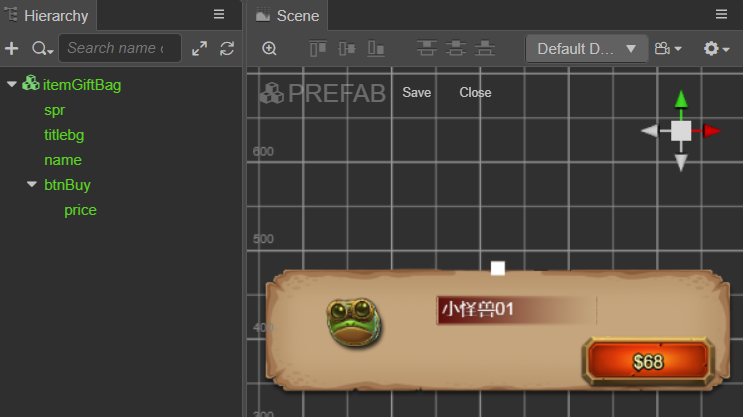 Hierarchy
Search name c
itemGiftBag
spr
titlebg
name
btnBuy
price
Scene
Default D...
PREFAB
Save
Close
600
500
400
300
小怪兽01
$68